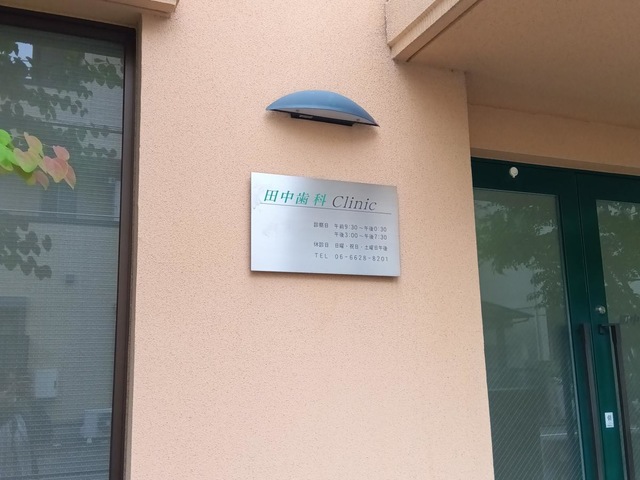 田中歯科 Clinic
診療日 午前9:30~午後0:30
午後3:00~午後7:30
休診日 日曜・祝日・土曜日午後
TEL 06-6628-8201